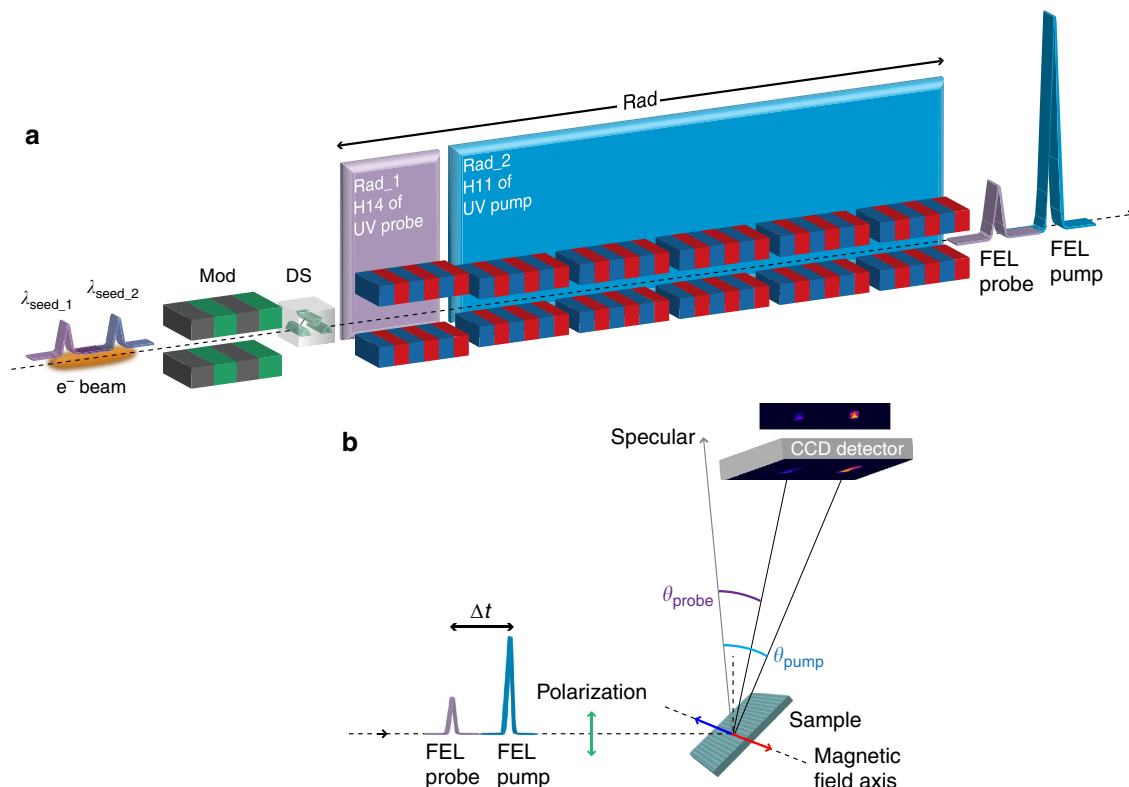 a
Rad
Rad_1
H14 of
UV probe
Rad_2
H11 of
UV pump
Mod
DS
λseed_1
λseed_2
e– beam
FEL
probe
FEL
pump
b
Specular
CCD detector
θprobe
θpump
Δt
Polarization
FEL
probe
FEL
pump
Sample
Magnetic
field axis